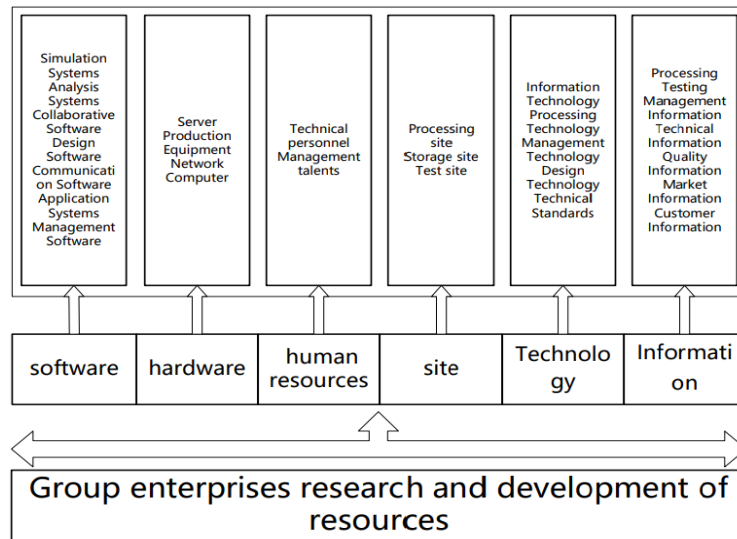 Simulation
Systems
Analysis
Systems
Collaborative
Software
Design
Software
Communicati
on Software
Application
Systems
Management
Software
Server
Production
Equipment
Network
Computer
Technical
personnel
Management
talents
Processing
site
Storage site
Test site
Information
Technology
Processing
Technology
Management
Technology
Design
Technology
Technical
Standards
Processing
Testing
Management
Information
Technical
Information
Quality
Information
Market
Information
Customer
Information
software
hardware
human
resources
site
Technolo
gy
Informati
on
Group enterprises research and development of
resources